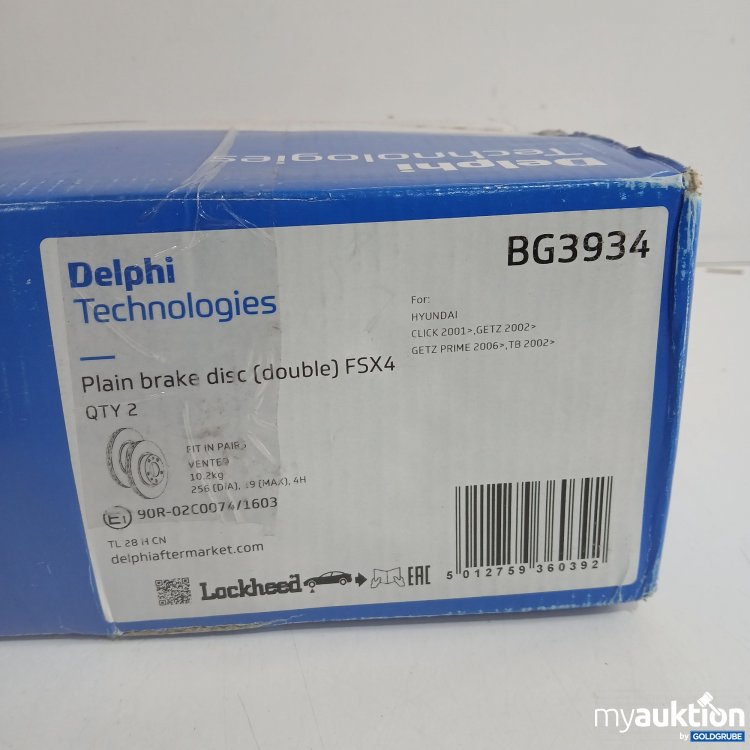 Delphi
Technologies
BG3934
Delphi
Technologies
For:
HYUNDAI
CLICK 2001>,GETZ 2002>
GETZ PRIME 2006>,TB 2002>
Plain brake disc (double) FSX4
QTY 2
FIT IN PAIRS
VENTED
10.2kg
256 (DIA), 19 (MAX), 4H
E1 90R-02C0074/1603
TL 28 H CN
delphiaftermarket.com
Lockheed
EAC
5 012759 360392
myauktion
by GOLDGRUBE